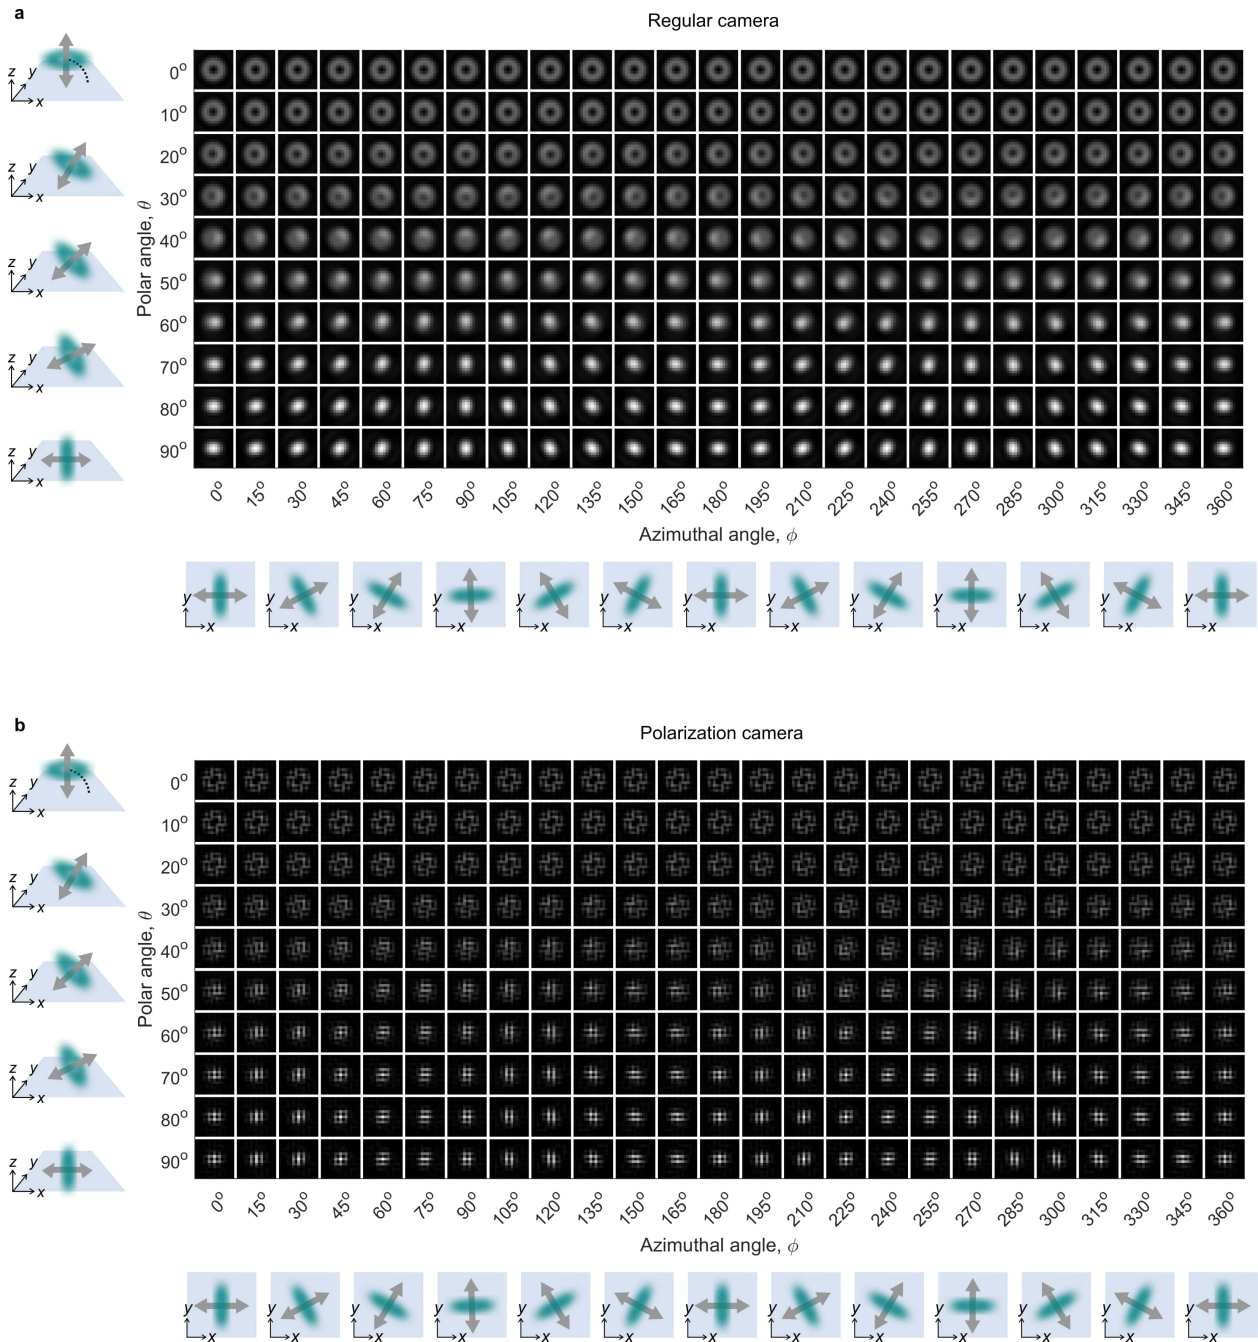 a
Regular camera
z y x
z y x
z y x
z y x
z y x
Polar angle, θ
0°
10°
20°
30°
40°
50°
60°
70°
80°
90°
0° 15° 30° 45° 60° 75° 90° 105° 120° 135° 150° 165° 180° 195° 210° 225° 240° 255° 270° 285° 300° 315° 330° 345° 360°
Azimuthal angle, ϕ
y y y y y y y y y y y y y
x x x x x x x x x x x x x
b
Polarization camera
z y x
z y x
z y x
z y x
z y x
Polar angle, θ
0°
10°
20°
30°
40°
50°
60°
70°
80°
90°
0° 15° 30° 45° 60° 75° 90° 105° 120° 135° 150° 165° 180° 195° 210° 225° 240° 255° 270° 285° 300° 315° 330° 345° 360°
Azimuthal angle, ϕ
y y y y y y y y y y y y y
x x x x x x x x x x x x x